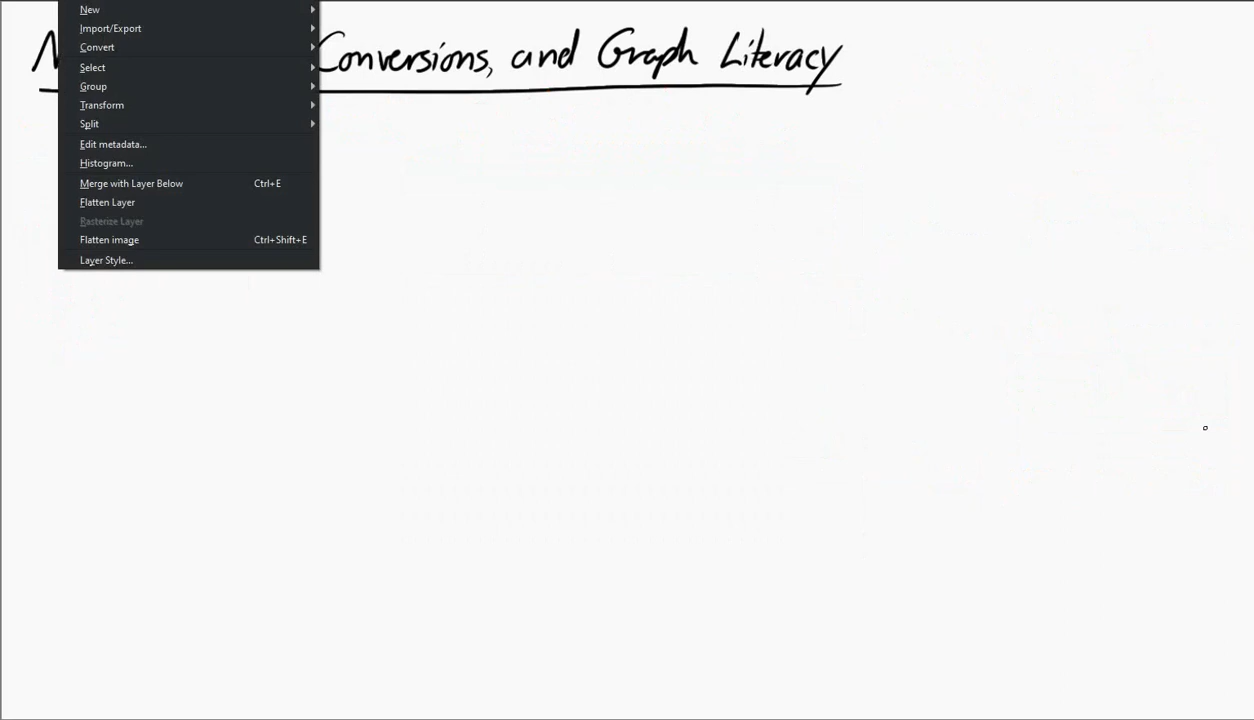 New
Import/Export
Convert
Select
Group
Transform
Split
Edit metadata...
Histogram...
Merge with Layer Below Ctrl+E
Flatten Layer
Rasterize Layer
Flatten image Ctrl+Shift+E
Layer Style...
Conversions, and Graph Literacy